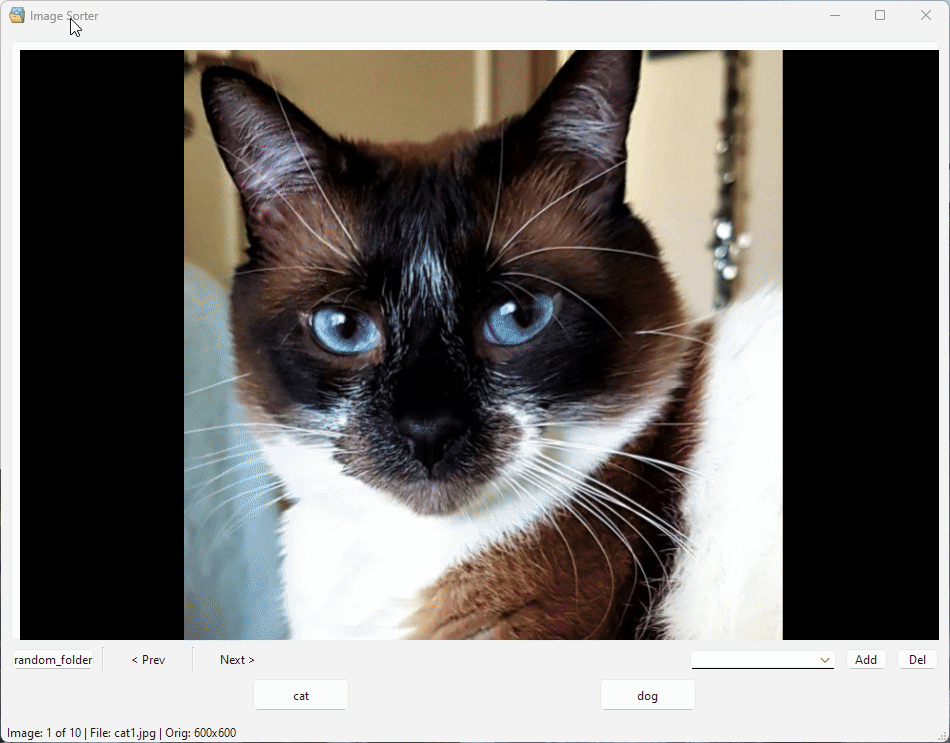 Image Sorter
random_folder < Prev Next > Add Del
cat dog
Image: 1 of 10 | File: cat1.jpg | Orig: 600x600